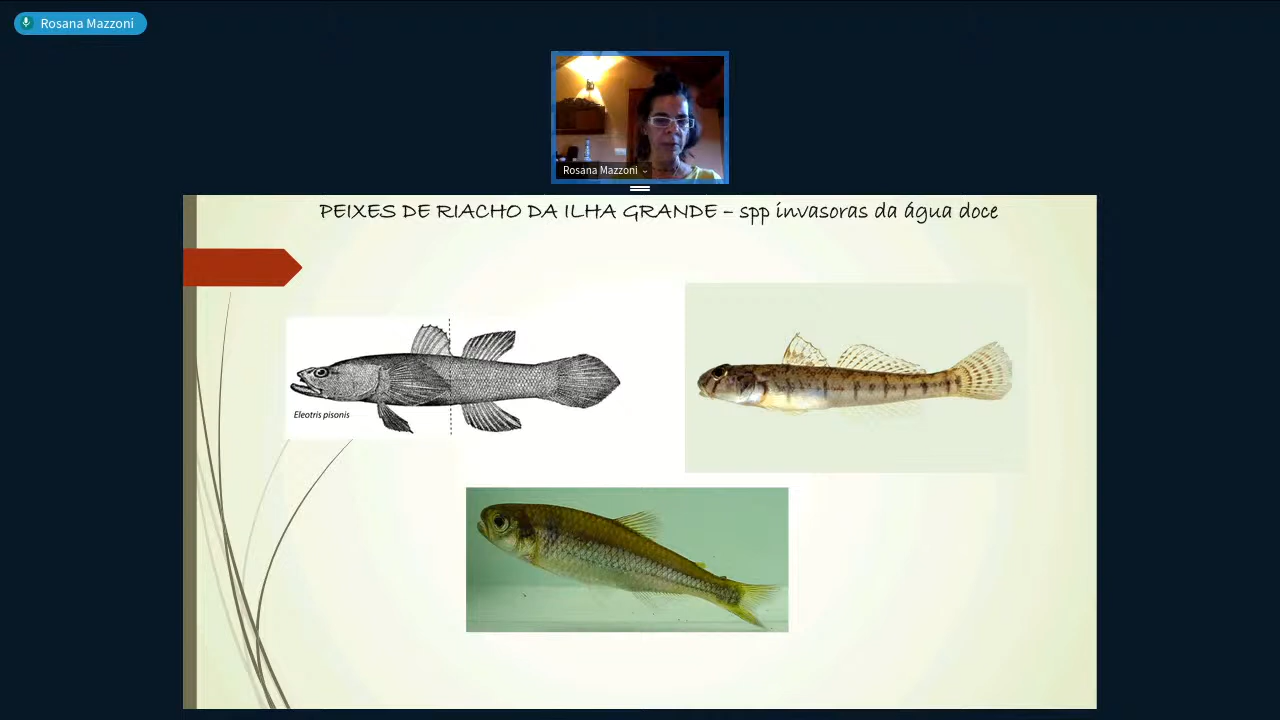 Rosana Mazzoni
Rosana Mazzoni
PEIXES DE RIACHO DA ILHA GRANDE – spp invasoras da água doce
Eleotris pisonis